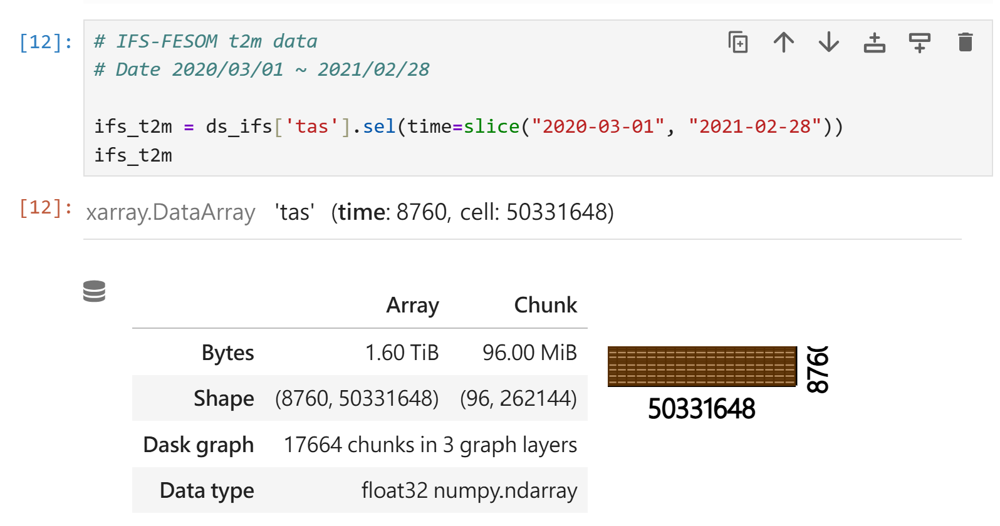 [12]: # IFS-FESOM t2m data
# Date 2020/03/01 ~ 2021/02/28
ifs_t2m = ds_ifs['tas'].sel(time=slice("2020-03-01", "2021-02-28"))
ifs_t2m
[12]: xarray.DataArray 'tas' (time: 8760, cell: 50331648)
Array Chunk
Bytes 1.60 TiB 96.00 MiB
Shape (8760, 50331648) (96, 262144)
Dask graph 17664 chunks in 3 graph layers
Data type float32 numpy.ndarray
8760
50331648